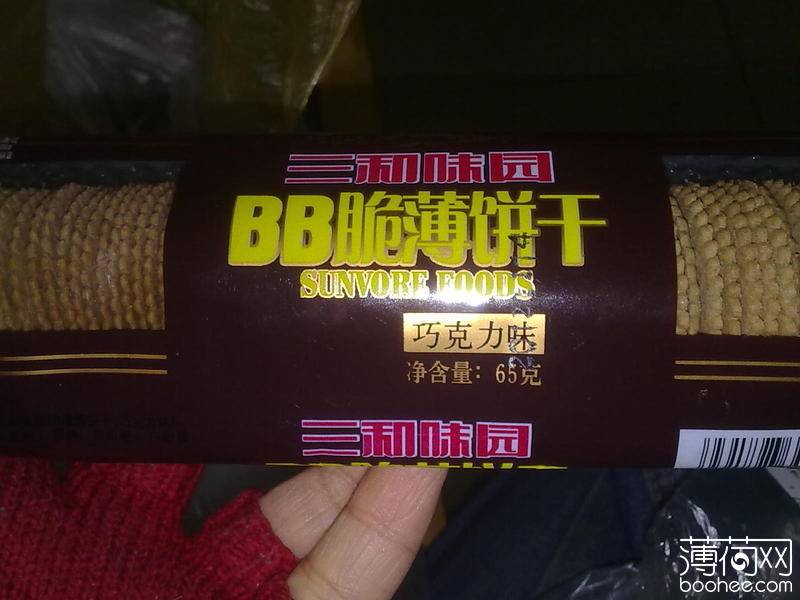 三和味园
BB脆薄饼干
SUNVORE FOODS
巧克力味
净含量：65克
三和味园
薄荷网
boohee.com